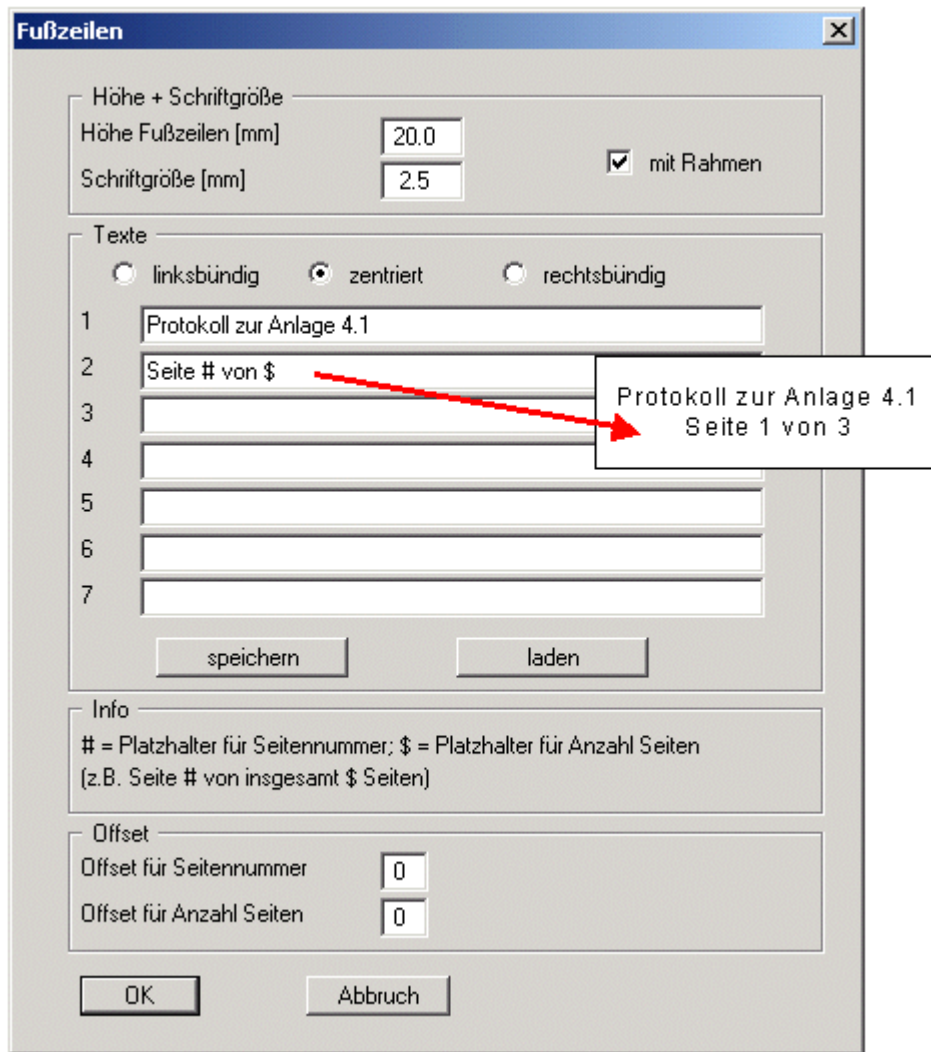 Fußzeilen
Höhe + Schriftgröße
Höhe Fußzeilen [mm] 20.0
mit Rahmen
Schriftgröße [mm] 2.5
Texte
linksbündig zentriert rechtsbündig
1 Protokoll zur Anlage 4.1
2 Seite # von $
Protokoll zur Anlage 4.1
Seite 1 von 3
3
4
5
6
7
speichern laden
Info
# = Platzhalter für Seitennummer; $ = Platzhalter für Anzahl Seiten
(z.B. Seite # von insgesamt $ Seiten)
Offset
Offset für Seitennummer 0
Offset für Anzahl Seiten 0
OK Abbruch